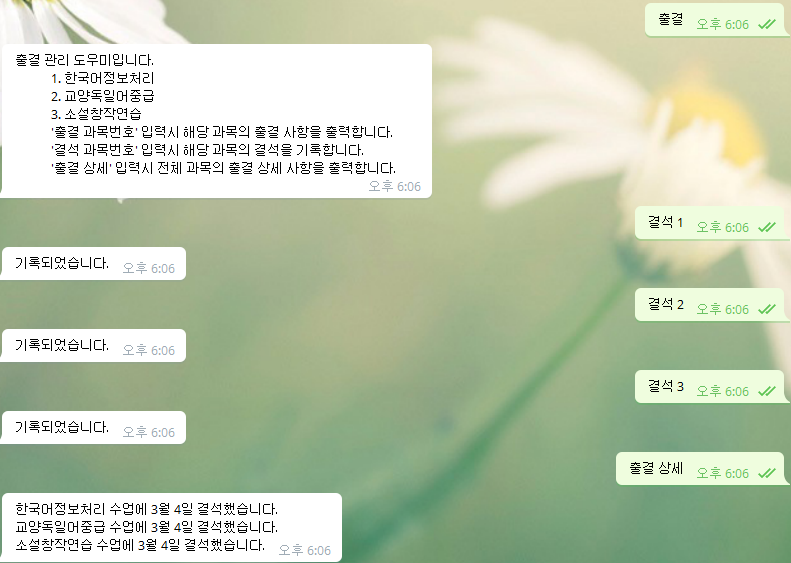 출결 오후 6:06
출결 관리 도우미입니다.
1. 한국어정보처리
2. 교양독일어중급
3. 소설창작연습
'출결 과목번호' 입력시 해당 과목의 출결 사항을 출력합니다.
'결석 과목번호' 입력시 해당 과목의 결석을 기록합니다.
'출결 상세' 입력시 전체 과목의 출결 상세 사항을 출력합니다.
오후 6:06
결석 1 오후 6:06
기록되었습니다. 오후 6:06
결석 2 오후 6:06
기록되었습니다. 오후 6:06
결석 3 오후 6:06
기록되었습니다. 오후 6:06
출결 상세 오후 6:06
한국어정보처리 수업에 3월 4일 결석했습니다.
교양독일어중급 수업에 3월 4일 결석했습니다.
소설창작연습 수업에 3월 4일 결석했습니다. 오후 6:06